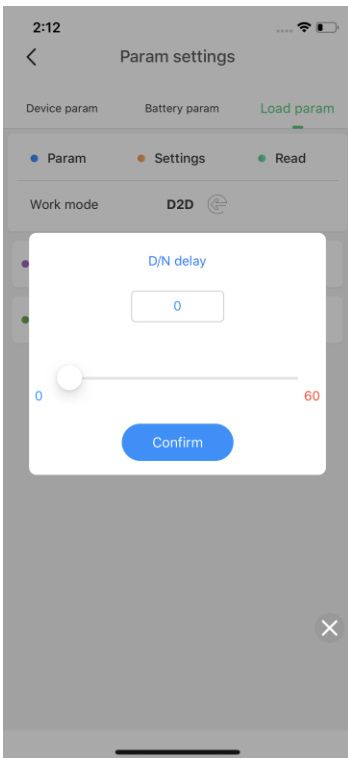 2:12
Param settings
Device param Battery param Load param
Param Settings Read
Work mode D2D
D/N delay
0
0 60
Confirm